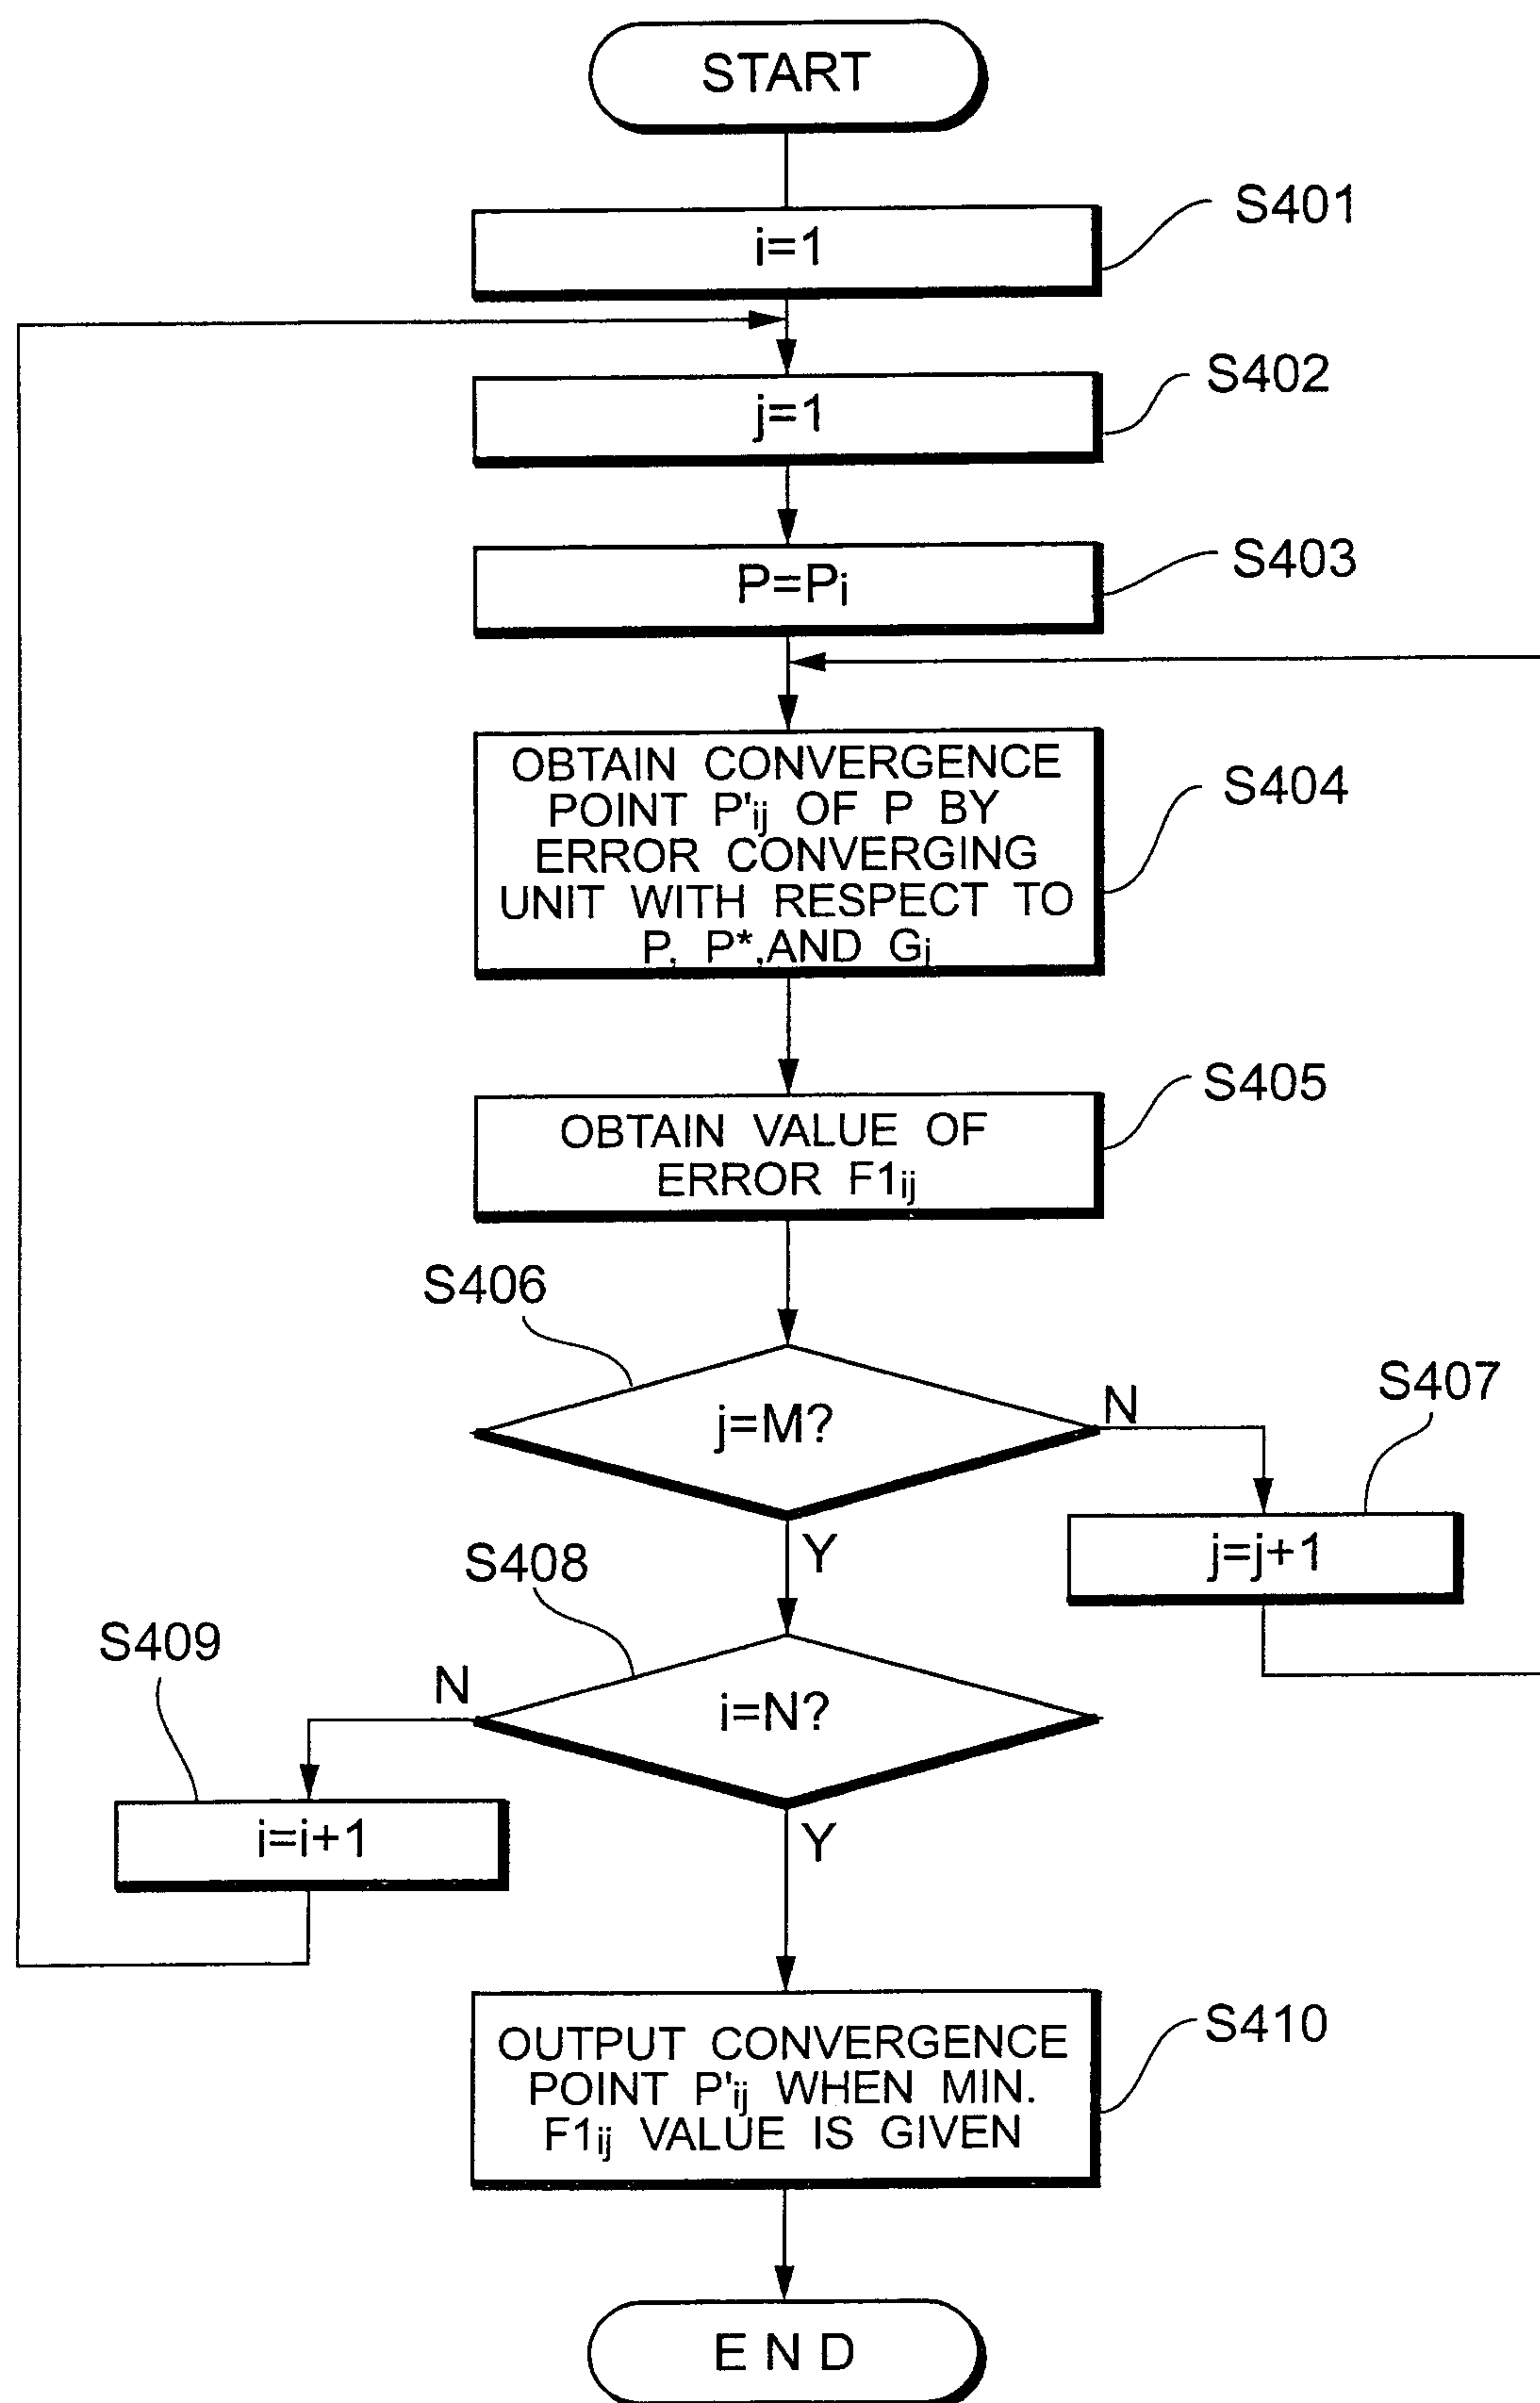 START
S401
i=1
S402
j=1
S403
P=Pi
OBTAIN CONVERGENCE
POINT P'ij OF P BY
ERROR CONVERGING
UNIT WITH RESPECT TO
P, P*,AND Gj
S404
S405
OBTAIN VALUE OF
ERROR F1ij
S406
j=M?
N
S407
j=j+1
Y
S408
i=N?
N
S409
i=i+1
Y
OUTPUT CONVERGENCE
POINT P'ij WHEN MIN.
F1ij VALUE IS GIVEN
S410
END